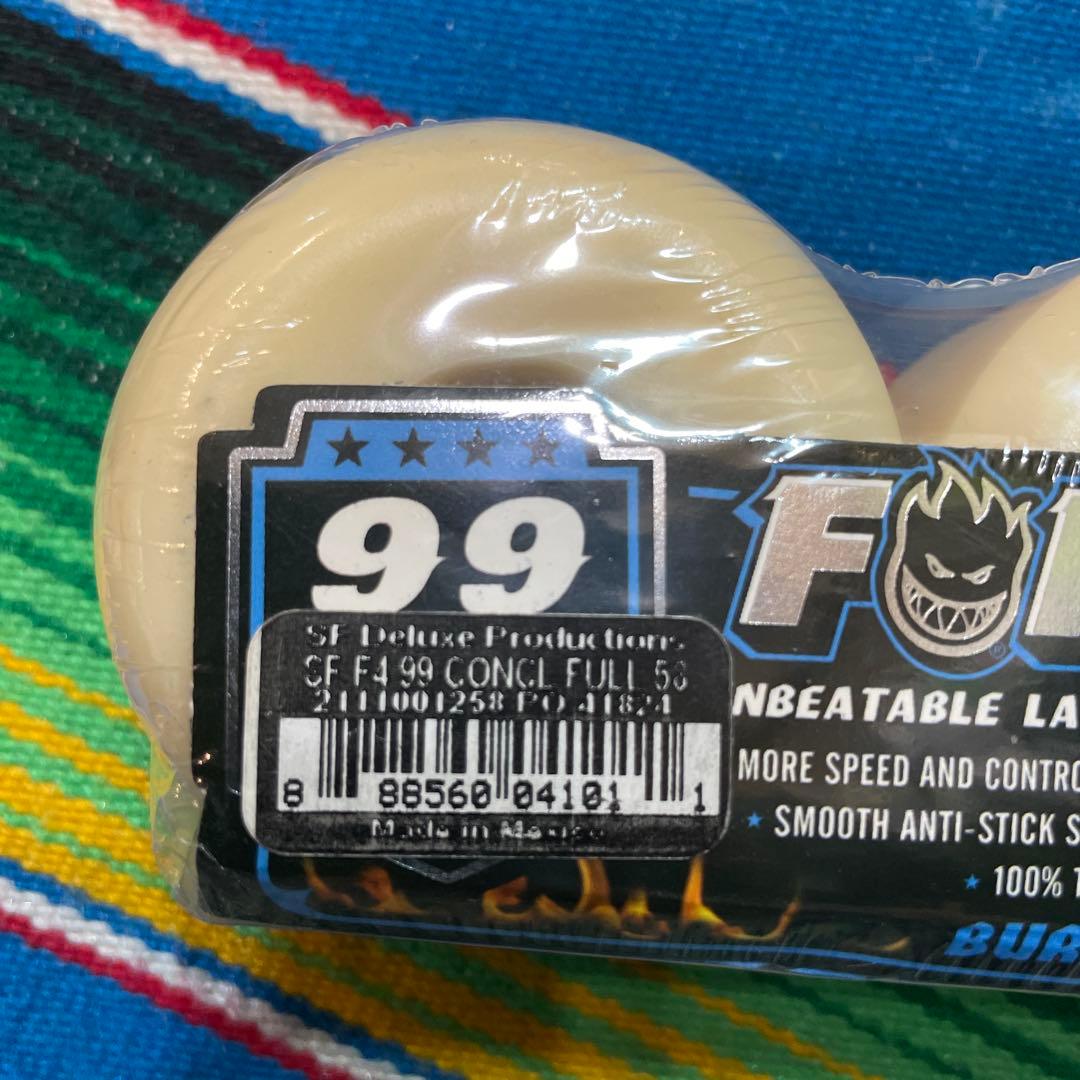 99
SF Deluxe Productions
CF F4 99 CONCL FULL 58
2111001258 PO 41824
8 88560 04101 1
Made in Mexico
NBEATABLE LA
MORE SPEED AND CONTRO
★ SMOOTH ANTI-STICK S
★ 100%
BUR